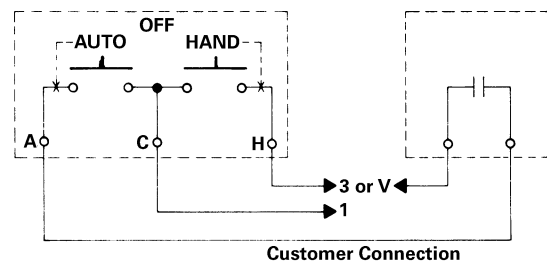 OFF
AUTO HAND
A C H
3 or V
1
Customer Connection